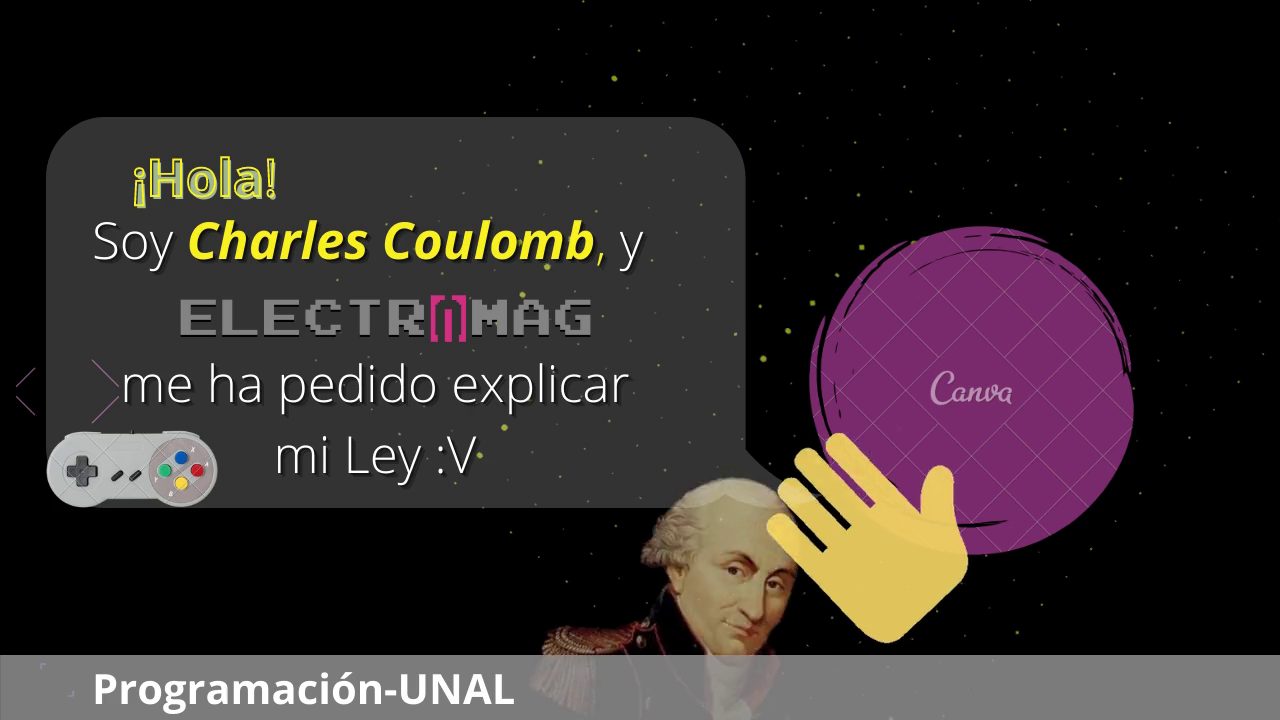 ¡Hola!
Soy Charles Coulomb, y
ELECTR[]MAG
me ha pedido explicar
mi Ley :V
Canva
Programación-UNAL